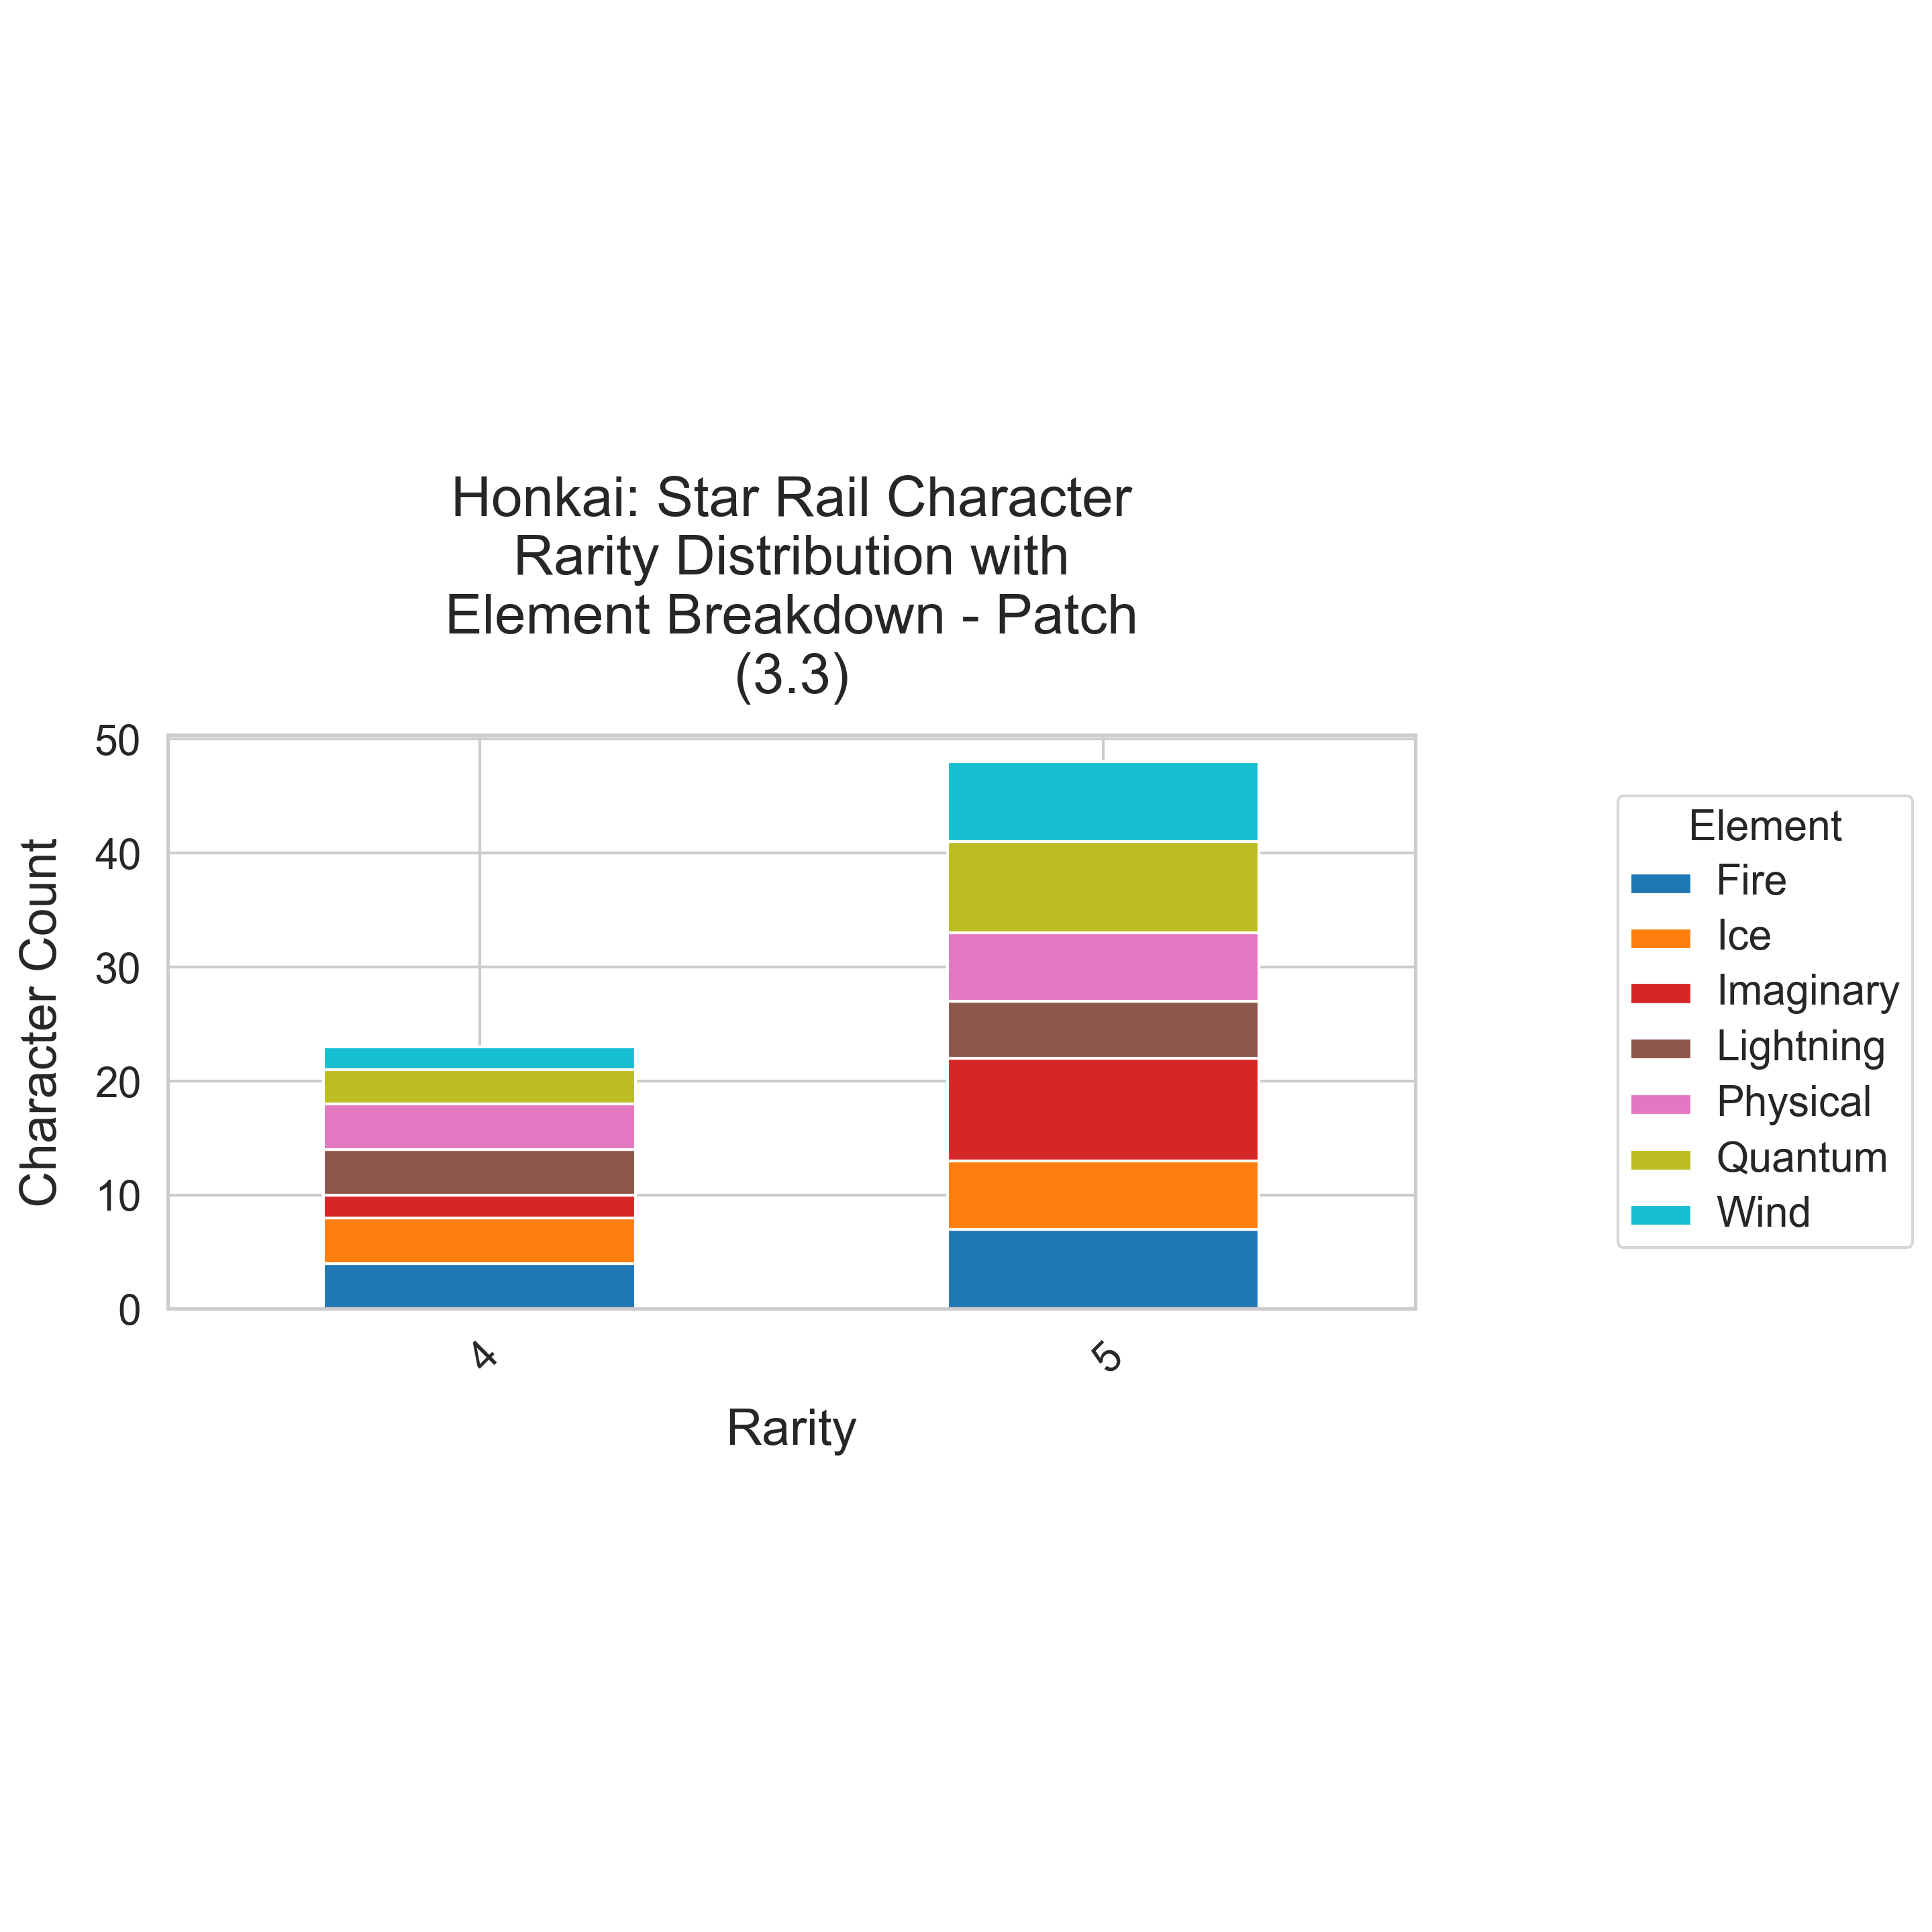 Honkai: Star Rail Character
Rarity Distribution with
Element Breakdown - Patch
(3.3)
Character Count
50
40
30
20
10
0
4
5
Rarity
Element
Fire
Ice
Imaginary
Lightning
Physical
Quantum
Wind